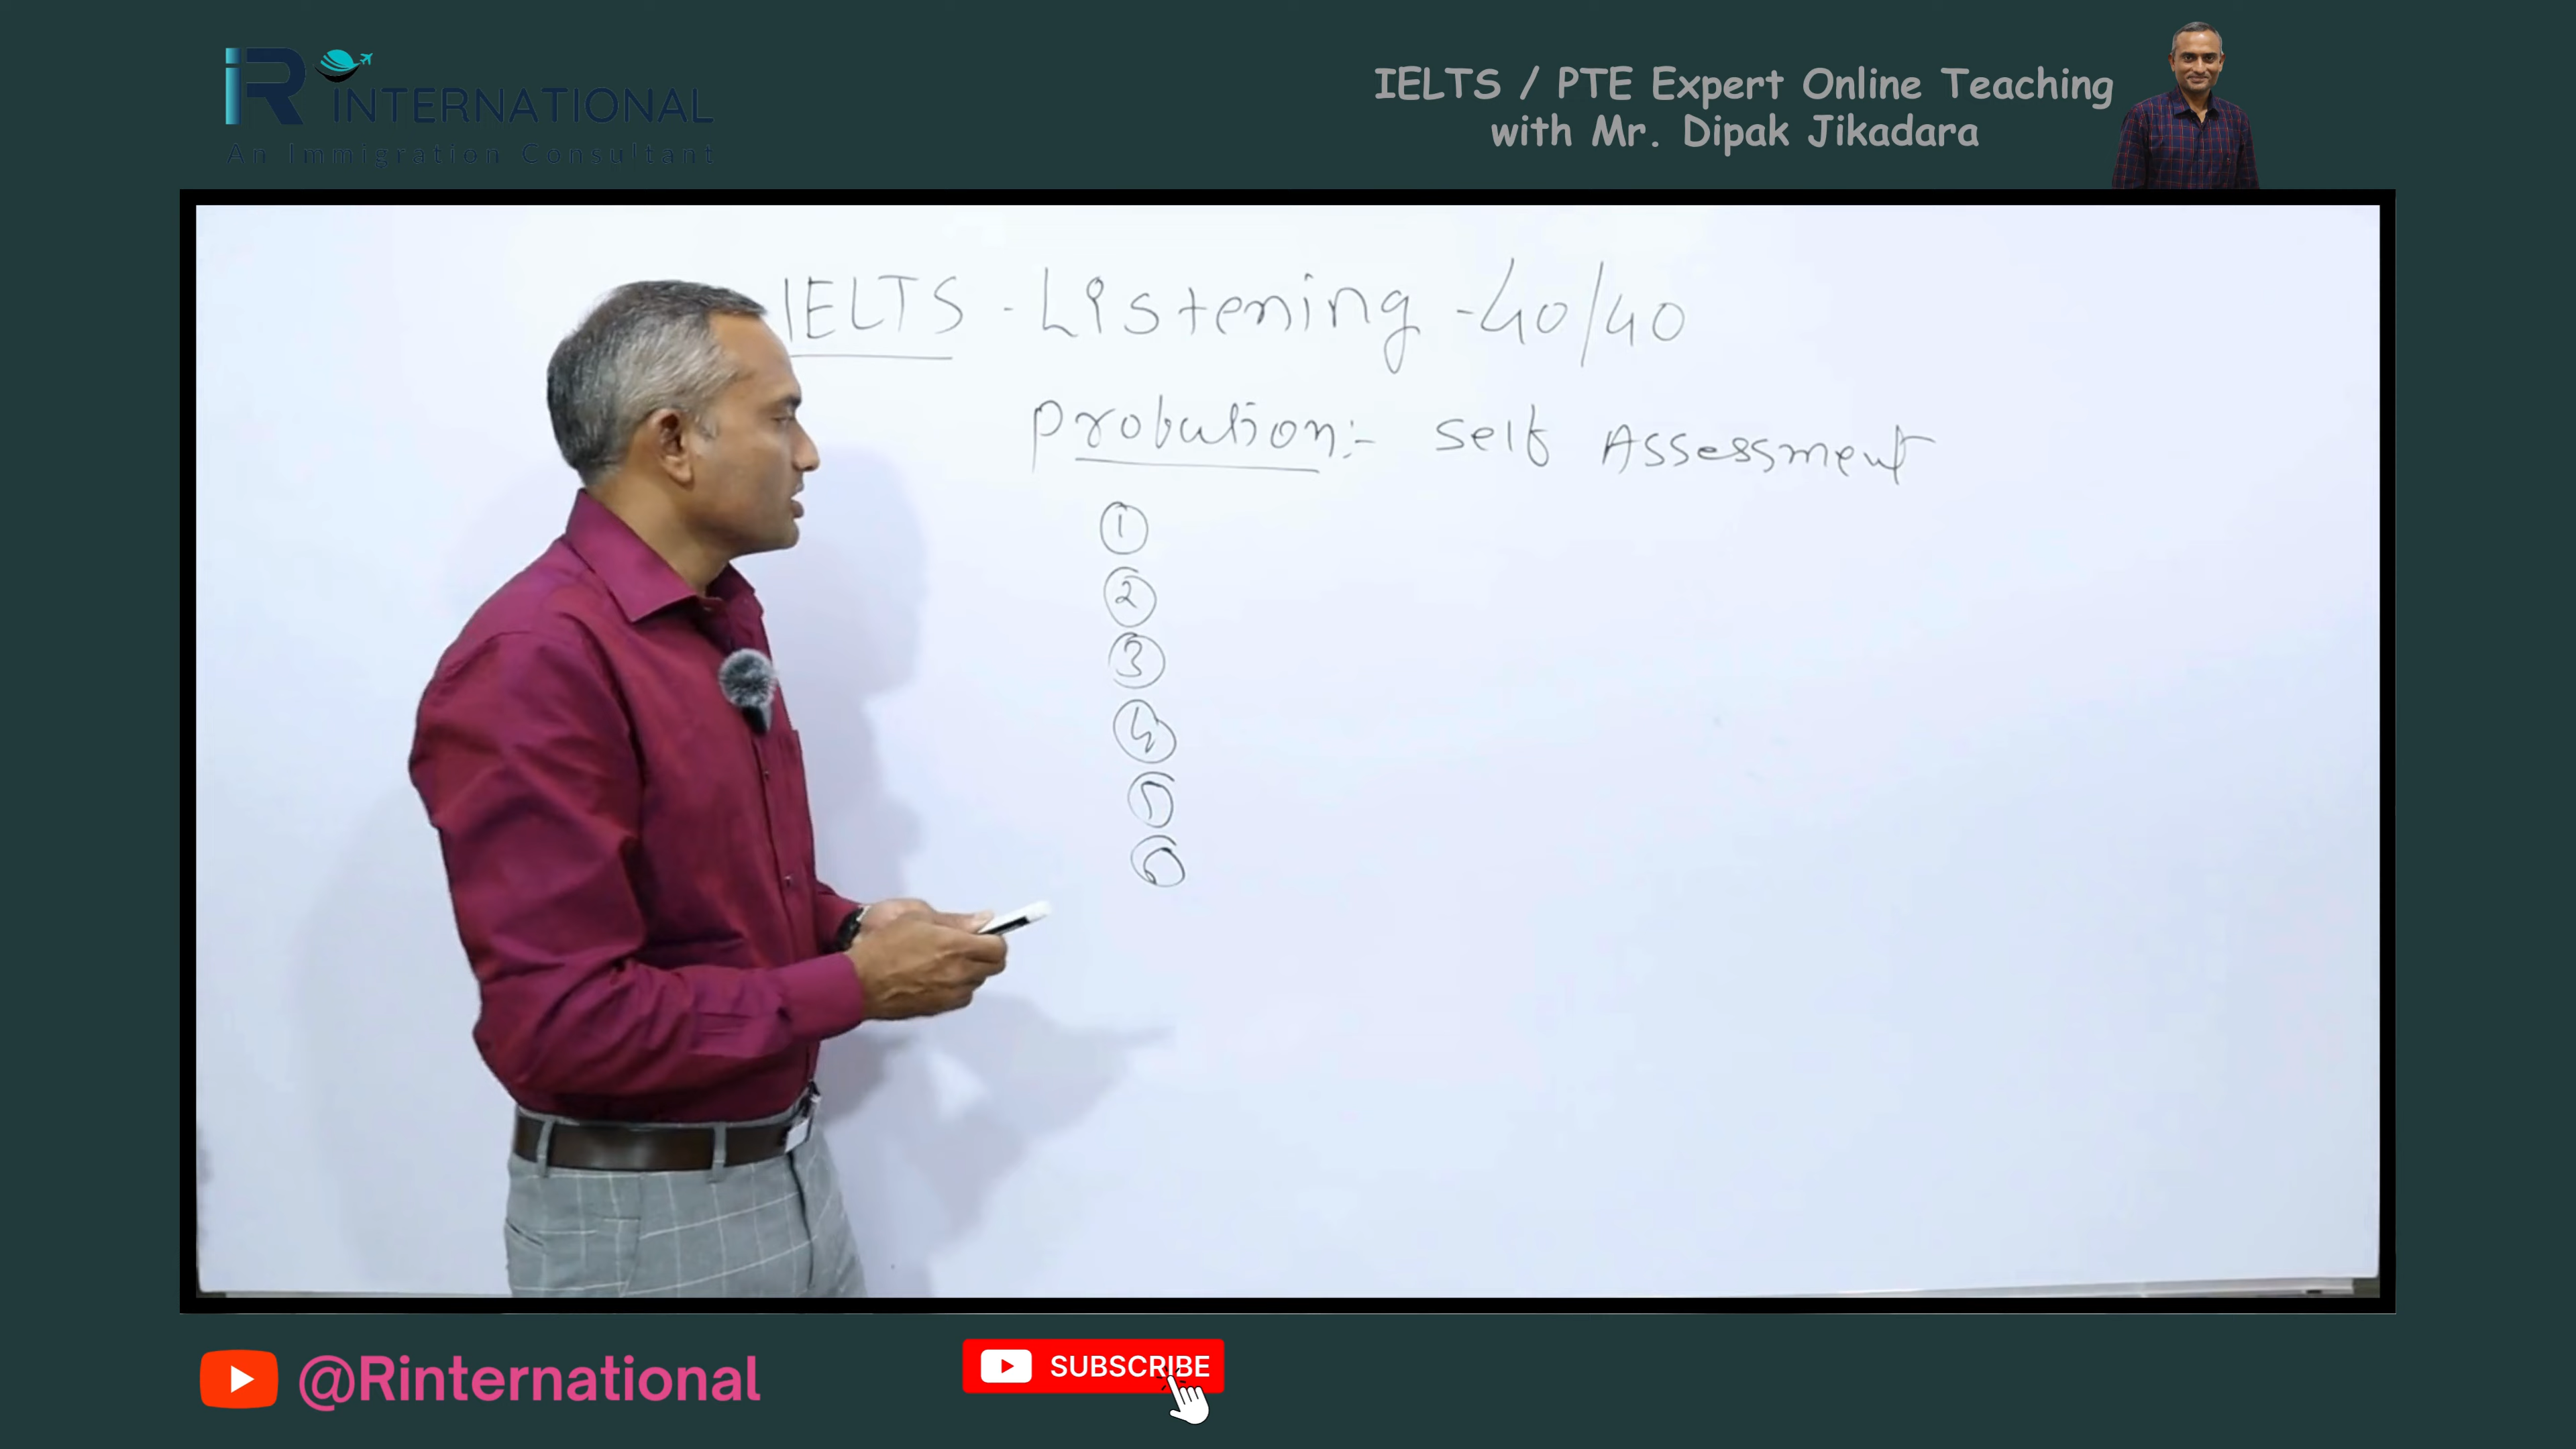 iR INTERNATIONAL
An Immigration Consultant
IELTS / PTE Expert Online Teaching
with Mr. Dipak Jikadara
IELTS - Listening - 40/40
Probation:- Self Assessment
1
2
3
4
5
6
@Rinternational
SUBSCRIBE